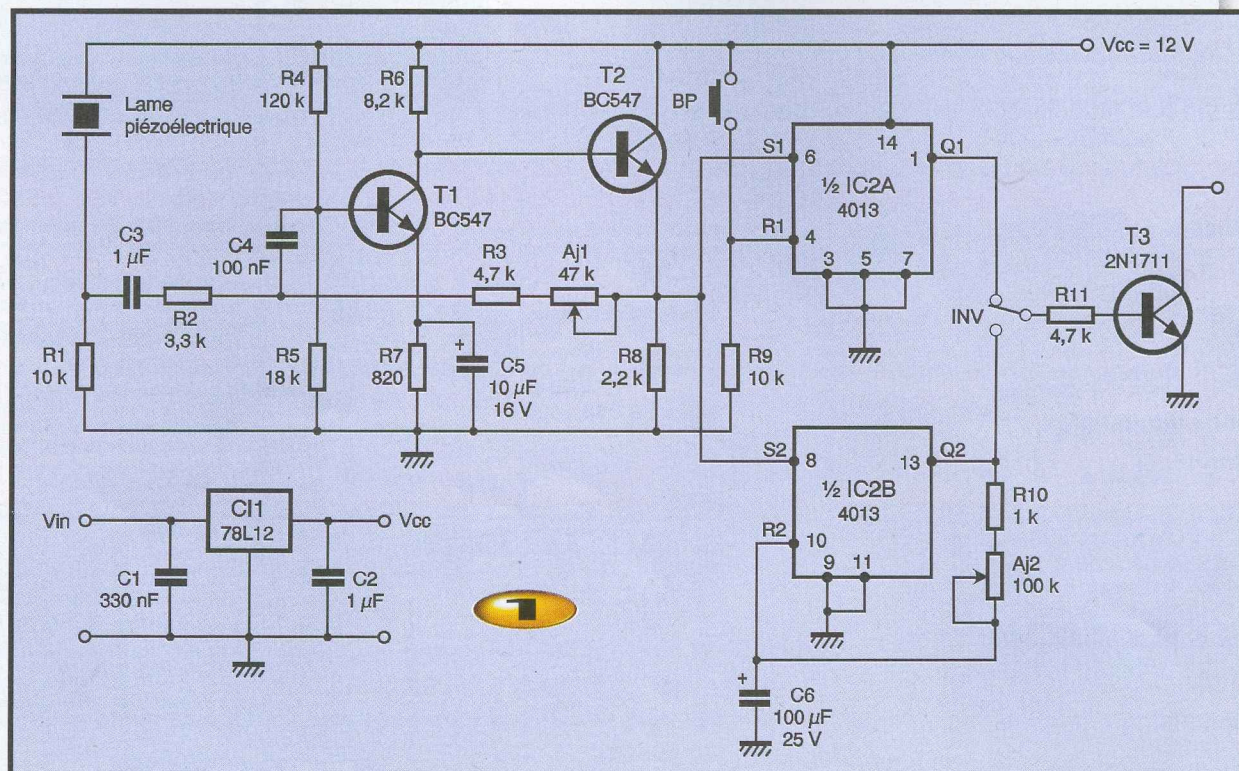 Vcc = 12 V
Lame
piézoélectrique
R4
120 k
R6
8,2 k
T2
BC547
BP
T1
BC547
C3
1 µF
R2
3,3 k
C4
100 nF
R3
4,7 k
Aj1
47 k
R1
10 k
R5
18 k
R7
820
+
C5
10 µF
16 V
R8
2,2 k
R9
10 k
S1
6
14
1
Q1
½ IC2A
4013
R1
4
3
5
7
INV
R11
4,7 k
T3
2N1711
S2
8
13
Q2
½ IC2B
4013
R2
10
9
11
R10
1 k
Aj2
100 k
+
C6
100 µF
25 V
Vin
CI1
78L12
Vcc
C1
330 nF
C2
1 µF
1